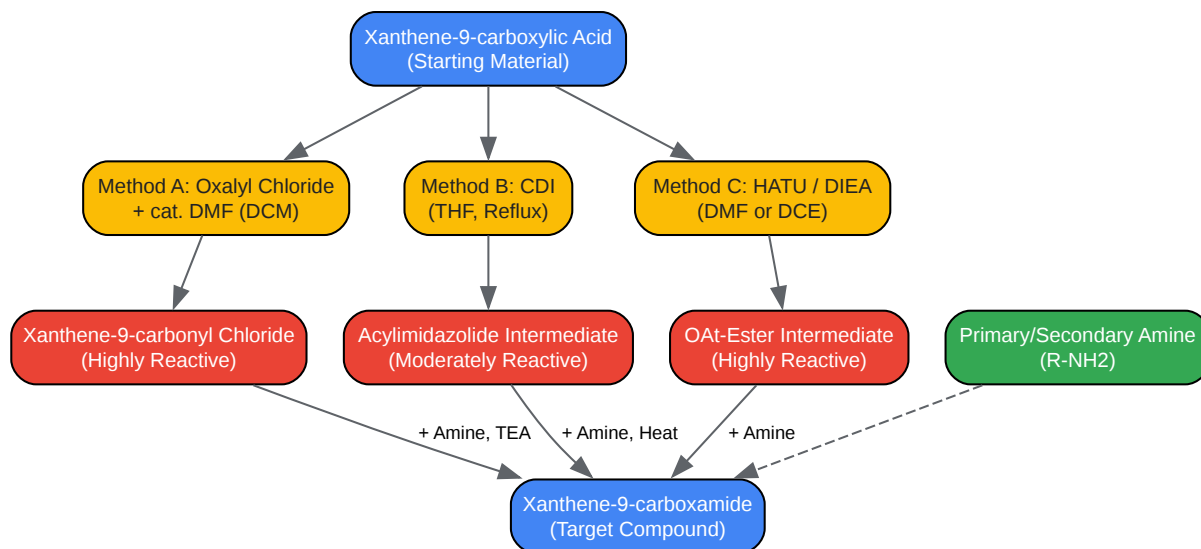 Xanthene-9-carboxylic Acid
(Starting Material)
Method A: Oxalyl Chloride
+ cat. DMF (DCM)
Method B: CDI
(THF, Reflux)
Method C: HATU / DIEA
(DMF or DCE)
Xanthene-9-carbonyl Chloride
(Highly Reactive)
Acylimidazolide Intermediate
(Moderately Reactive)
OAt-Ester Intermediate
(Highly Reactive)
Primary/Secondary Amine
(R-NH2)
+ Amine, TEA
+ Amine, Heat
+ Amine
Xanthene-9-carboxamide
(Target Compound)